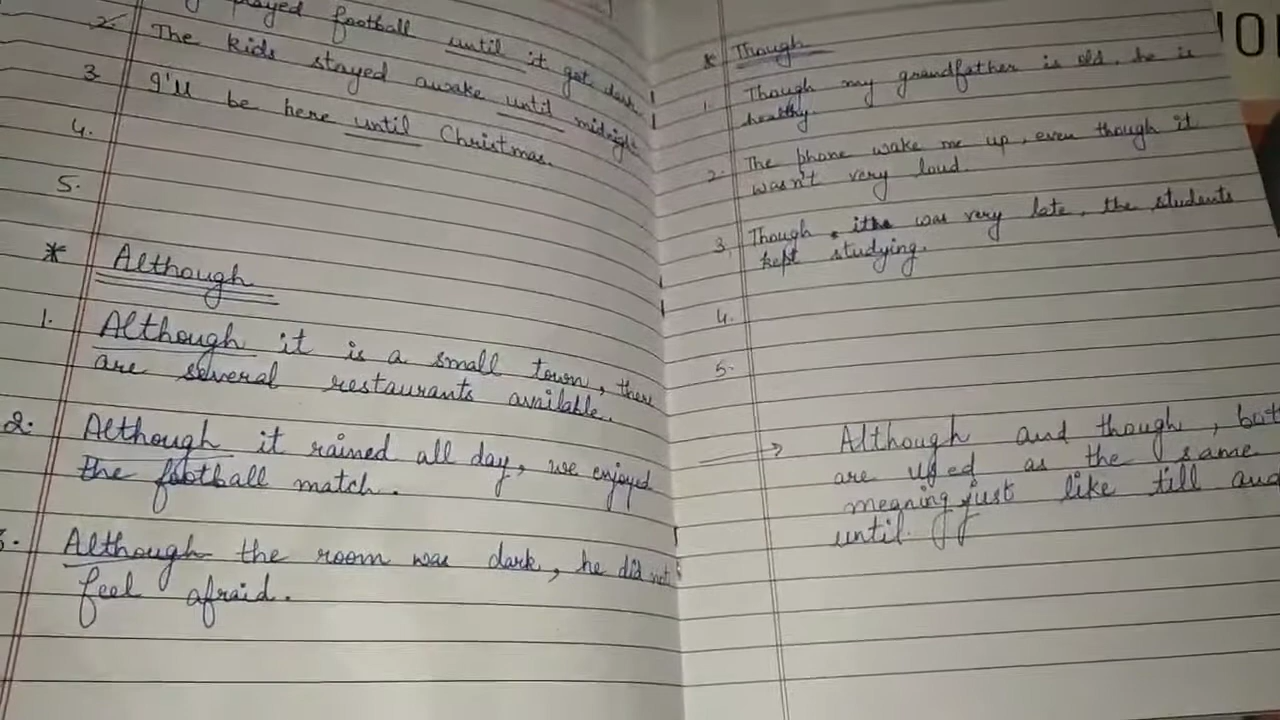 played football until it got dark
2. The kids stayed awake until midnight
3 I'll be here until Christmas.
4.
5.
* Although
1. Although it is a small town, there
are several restaurants available.
2. Although it rained all day, we enjoyed
the football match.
3. Although the room was dark, he did not
feel afraid.
* Though
1. Though my grandfather is old, he is
healthy.
2. The phone wake me up, even though it
wasn't very loud.
3. Though it was very late, the students
kept studying.
4.
5.
→ Although and though, but
are used as the same
meaning just like till and
until.